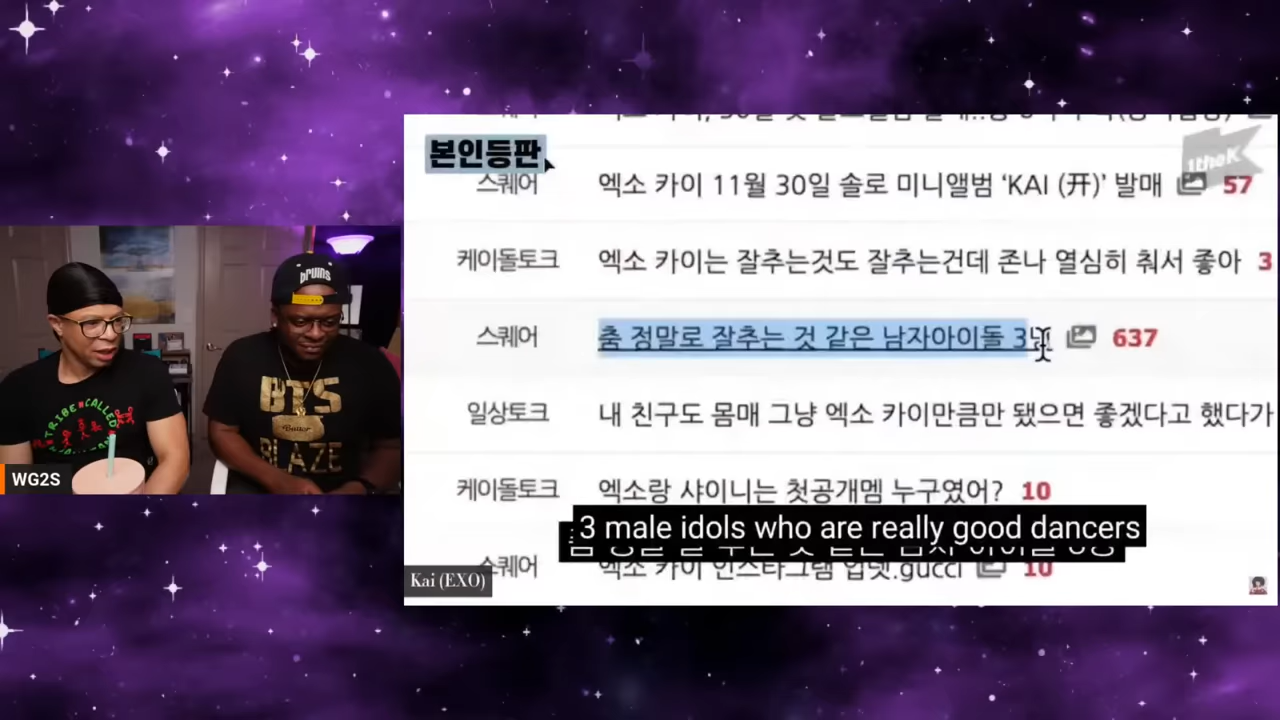 본인등판
1theK
스퀘어 엑소 카이 11월 30일 솔로 미니앨범 ‘KAI (开)’ 발매 57
케이돌토크 엑소 카이는 잘추는것도 잘추는건데 존나 열심히 춰서 좋아 3
스퀘어 춤 정말로 잘추는 것 같은 남자아이돌 3 637
일상토크 내 친구도 몸매 그냥 엑소 카이만큼만 됐으면 좋겠다고 했다가
케이돌토크 엑소랑 샤이니는 첫공개멤 누구였어? 10
3 male idols who are really good dancers
스퀘어 엑소 카이 인스타그램 업뎃.gucci 10
Kai (EXO)
bruins
BTS
Butter
BLAZE
TRIBE CALLED
WG2S